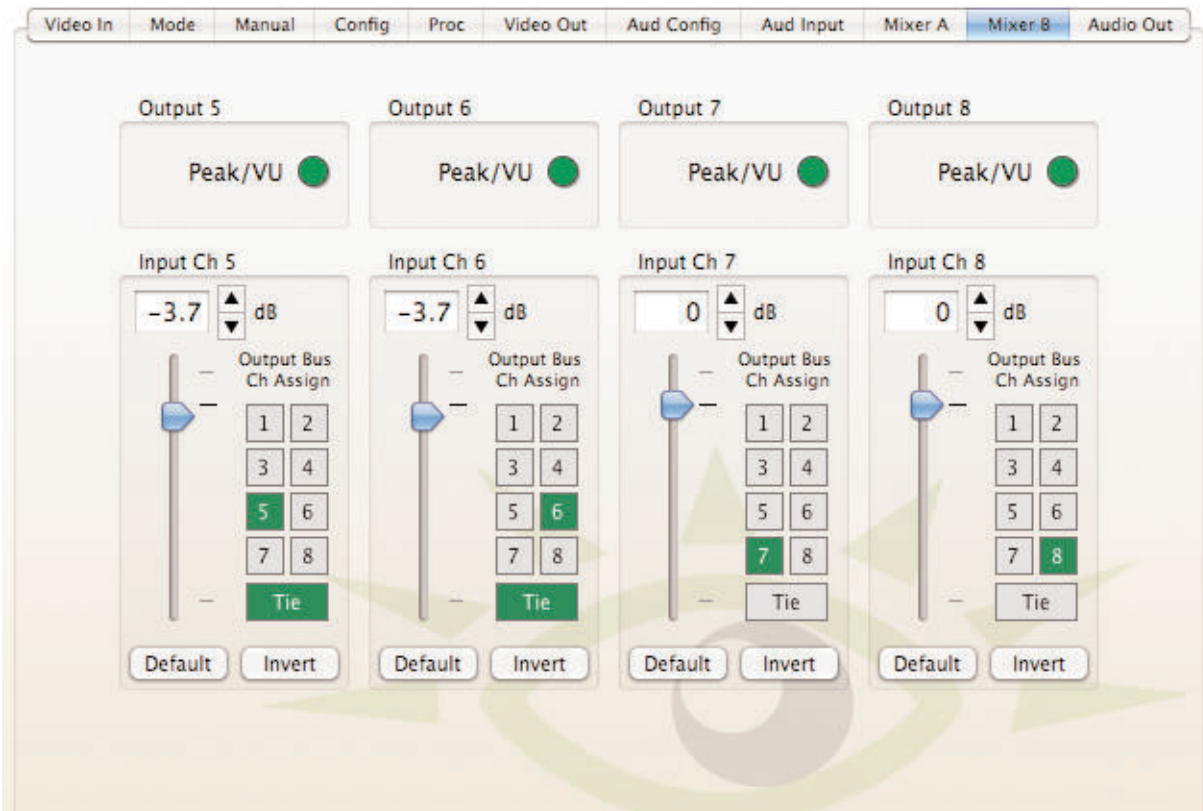 Video In Mode Manual Config Proc Video Out Aud Config Aud Input Mixer A Mixer B Audio Out
Output 5 Output 6 Output 7 Output 8
Peak/VU Peak/VU Peak/VU Peak/VU
Input Ch 5 Input Ch 6 Input Ch 7 Input Ch 8
-3.7 dB -3.7 dB 0 dB 0 dB
Output Bus Output Bus Output Bus Output Bus
Ch Assign Ch Assign Ch Assign Ch Assign
1 2 1 2 1 2 1 2
3 4 3 4 3 4 3 4
5 6 5 6 5 6 5 6
7 8 7 8 7 8 7 8
Tie Tie Tie Tie
Default Invert Default Invert Default Invert Default Invert